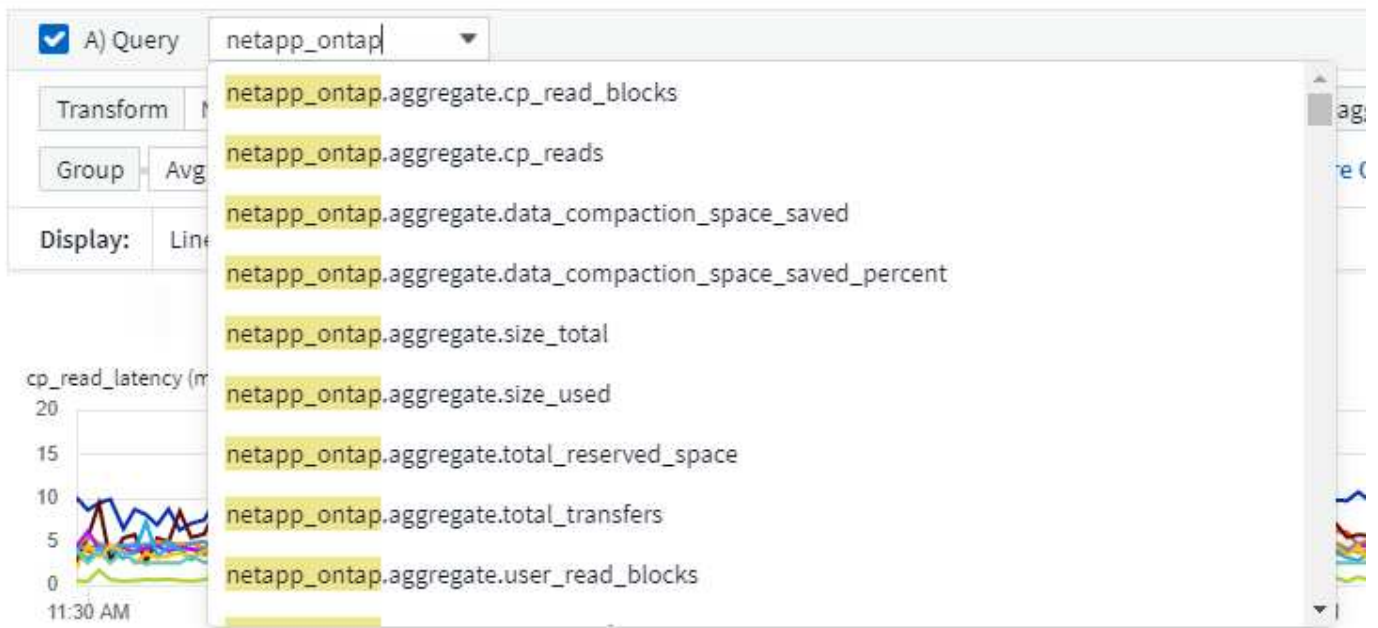 A) Query netapp_ontap
netapp_ontap.aggregate.cp_read_blocks
Transform
netapp_ontap.aggregate.cp_reads
Group Avg
netapp_ontap.aggregate.data_compaction_space_saved
Display: Line
netapp_ontap.aggregate.data_compaction_space_saved_percent
netapp_ontap.aggregate.size_total
cp_read_latency (m
netapp_ontap.aggregate.size_used
20
netapp_ontap.aggregate.total_reserved_space
15
10
netapp_ontap.aggregate.total_transfers
5
netapp_ontap.aggregate.user_read_blocks
0
11:30 AM